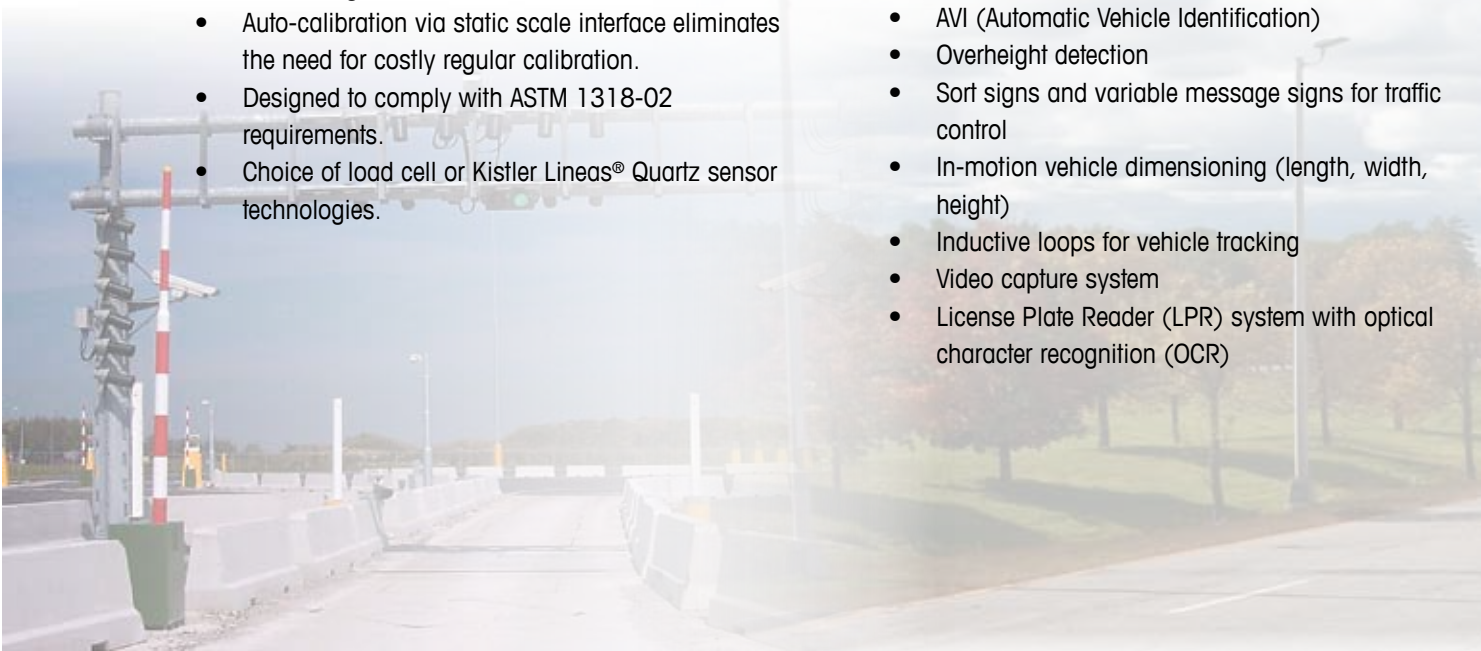 • Auto-calibration via static scale interface eliminates
the need for costly regular calibration.
• Designed to comply with ASTM 1318-02
requirements.
• Choice of load cell or Kistler Lineas® Quartz sensor
technologies.
• AVI (Automatic Vehicle Identification)
• Overheight detection
• Sort signs and variable message signs for traffic
control
• In-motion vehicle dimensioning (length, width,
height)
• Inductive loops for vehicle tracking
• Video capture system
• License Plate Reader (LPR) system with optical
character recognition (OCR)